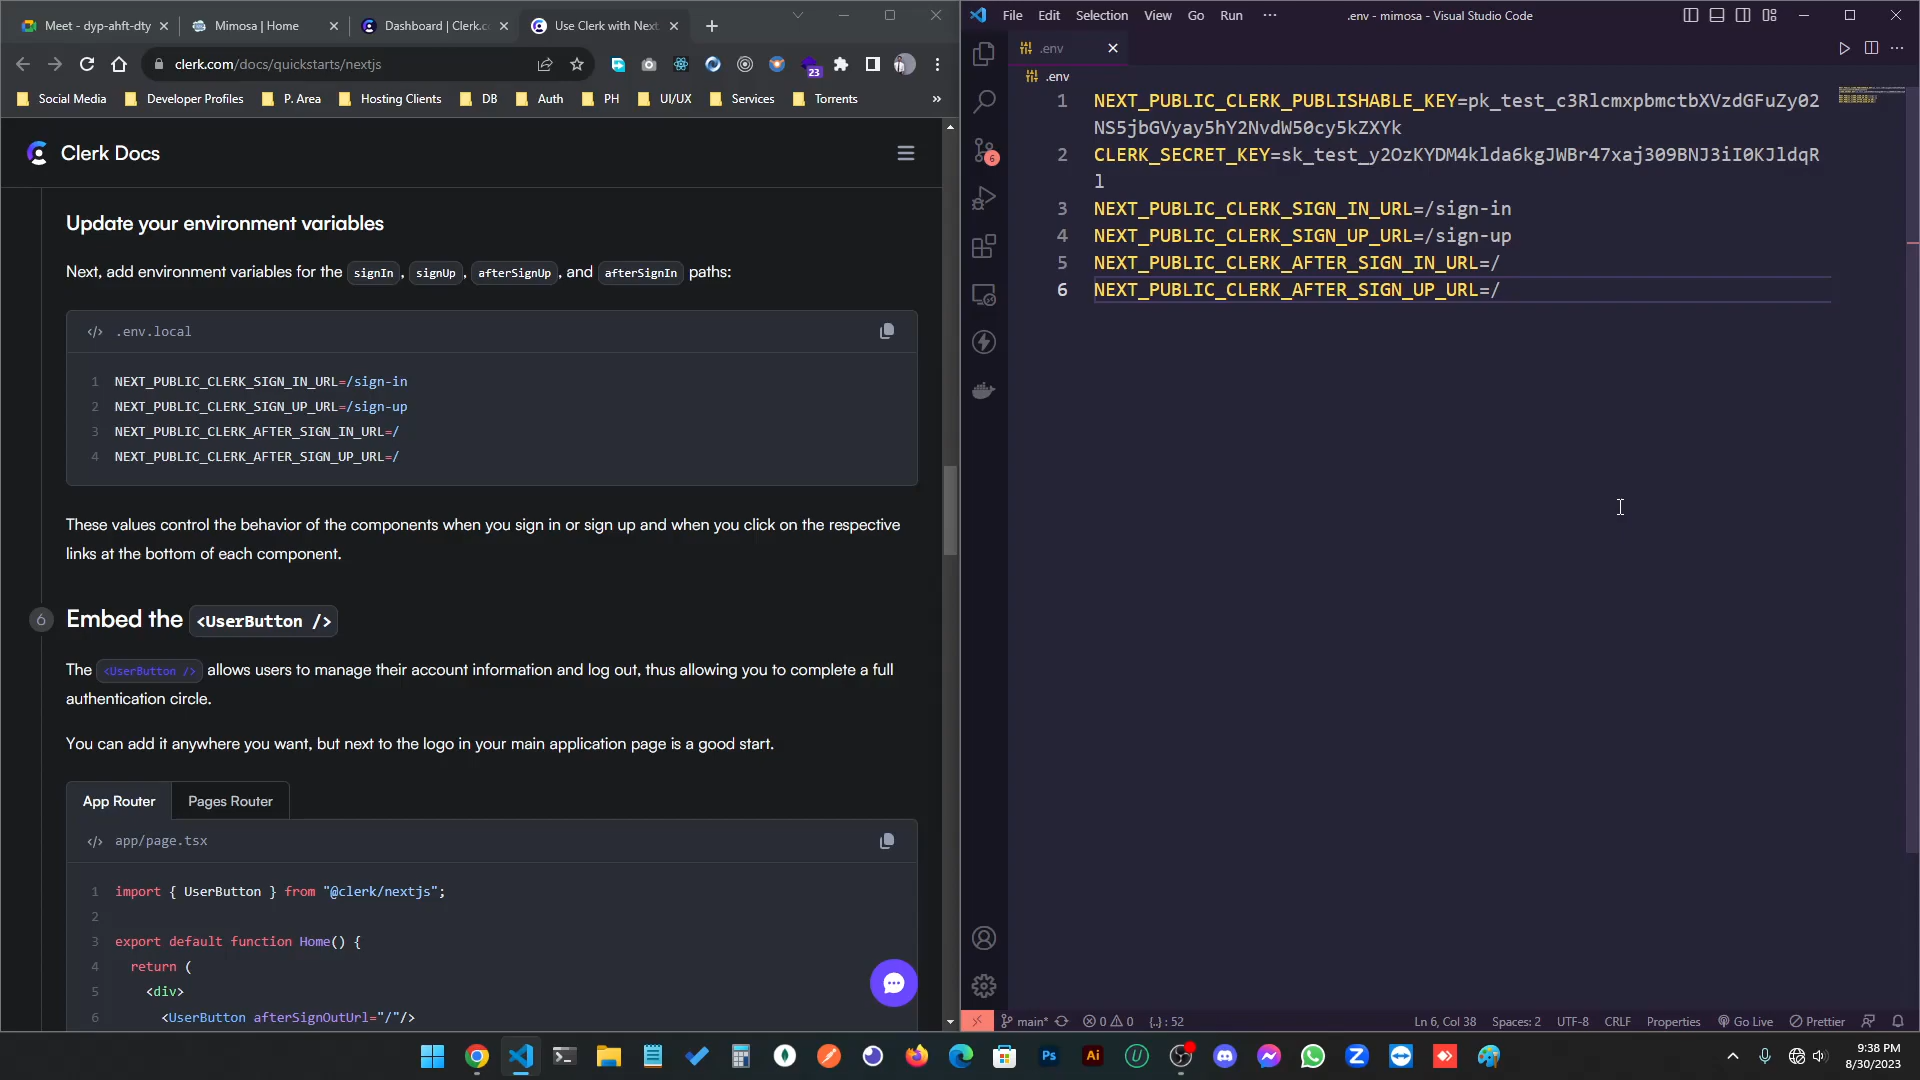 Meet - dyp-ahft-dty
Mimosa | Home
Dashboard | Clerk.co
Use Clerk with Next
clerk.com/docs/quickstarts/nextjs
23
Social Media
Developer Profiles
P. Area
Hosting Clients
DB
Auth
PH
UI/UX
Services
Torrents
»
Clerk Docs
Update your environment variables
Next, add environment variables for the signIn, signUp, afterSignUp, and afterSignIn paths:
</> .env.local
1 NEXT_PUBLIC_CLERK_SIGN_IN_URL=/sign-in
2 NEXT_PUBLIC_CLERK_SIGN_UP_URL=/sign-up
3 NEXT_PUBLIC_CLERK_AFTER_SIGN_IN_URL=/
4 NEXT_PUBLIC_CLERK_AFTER_SIGN_UP_URL=/
These values control the behavior of the components when you sign in or sign up and when you click on the respective
links at the bottom of each component.
6 Embed the <UserButton />
The <UserButton /> allows users to manage their account information and log out, thus allowing you to complete a full
authentication circle.
You can add it anywhere you want, but next to the logo in your main application page is a good start.
App Router
Pages Router
</> app/page.tsx
1 import { UserButton } from "@clerk/nextjs";
2
3 export default function Home() {
4 return (
5 <div>
6 <UserButton afterSignOutUrl="/"/>
File Edit Selection View Go Run ···
.env - mimosa - Visual Studio Code
.env
.env
1 NEXT_PUBLIC_CLERK_PUBLISHABLE_KEY=pk_test_c3RlcmxpbmctbXVzdGFuZy02
NS5jbGVyay5hY2NvdW50cy5kZXYk
2 CLERK_SECRET_KEY=sk_test_y2OzKYDM4klda6kgJWBr47xaj309BNJ3iI0KJldqR
l
3 NEXT_PUBLIC_CLERK_SIGN_IN_URL=/sign-in
4 NEXT_PUBLIC_CLERK_SIGN_UP_URL=/sign-up
5 NEXT_PUBLIC_CLERK_AFTER_SIGN_IN_URL=/
6 NEXT_PUBLIC_CLERK_AFTER_SIGN_UP_URL=/
6
main*
0 0
{..} : 52
Ln 6, Col 38
Spaces: 2
UTF-8
CRLF
Properties
Go Live
Prettier
Ps
Ai
9:38 PM
8/30/2023